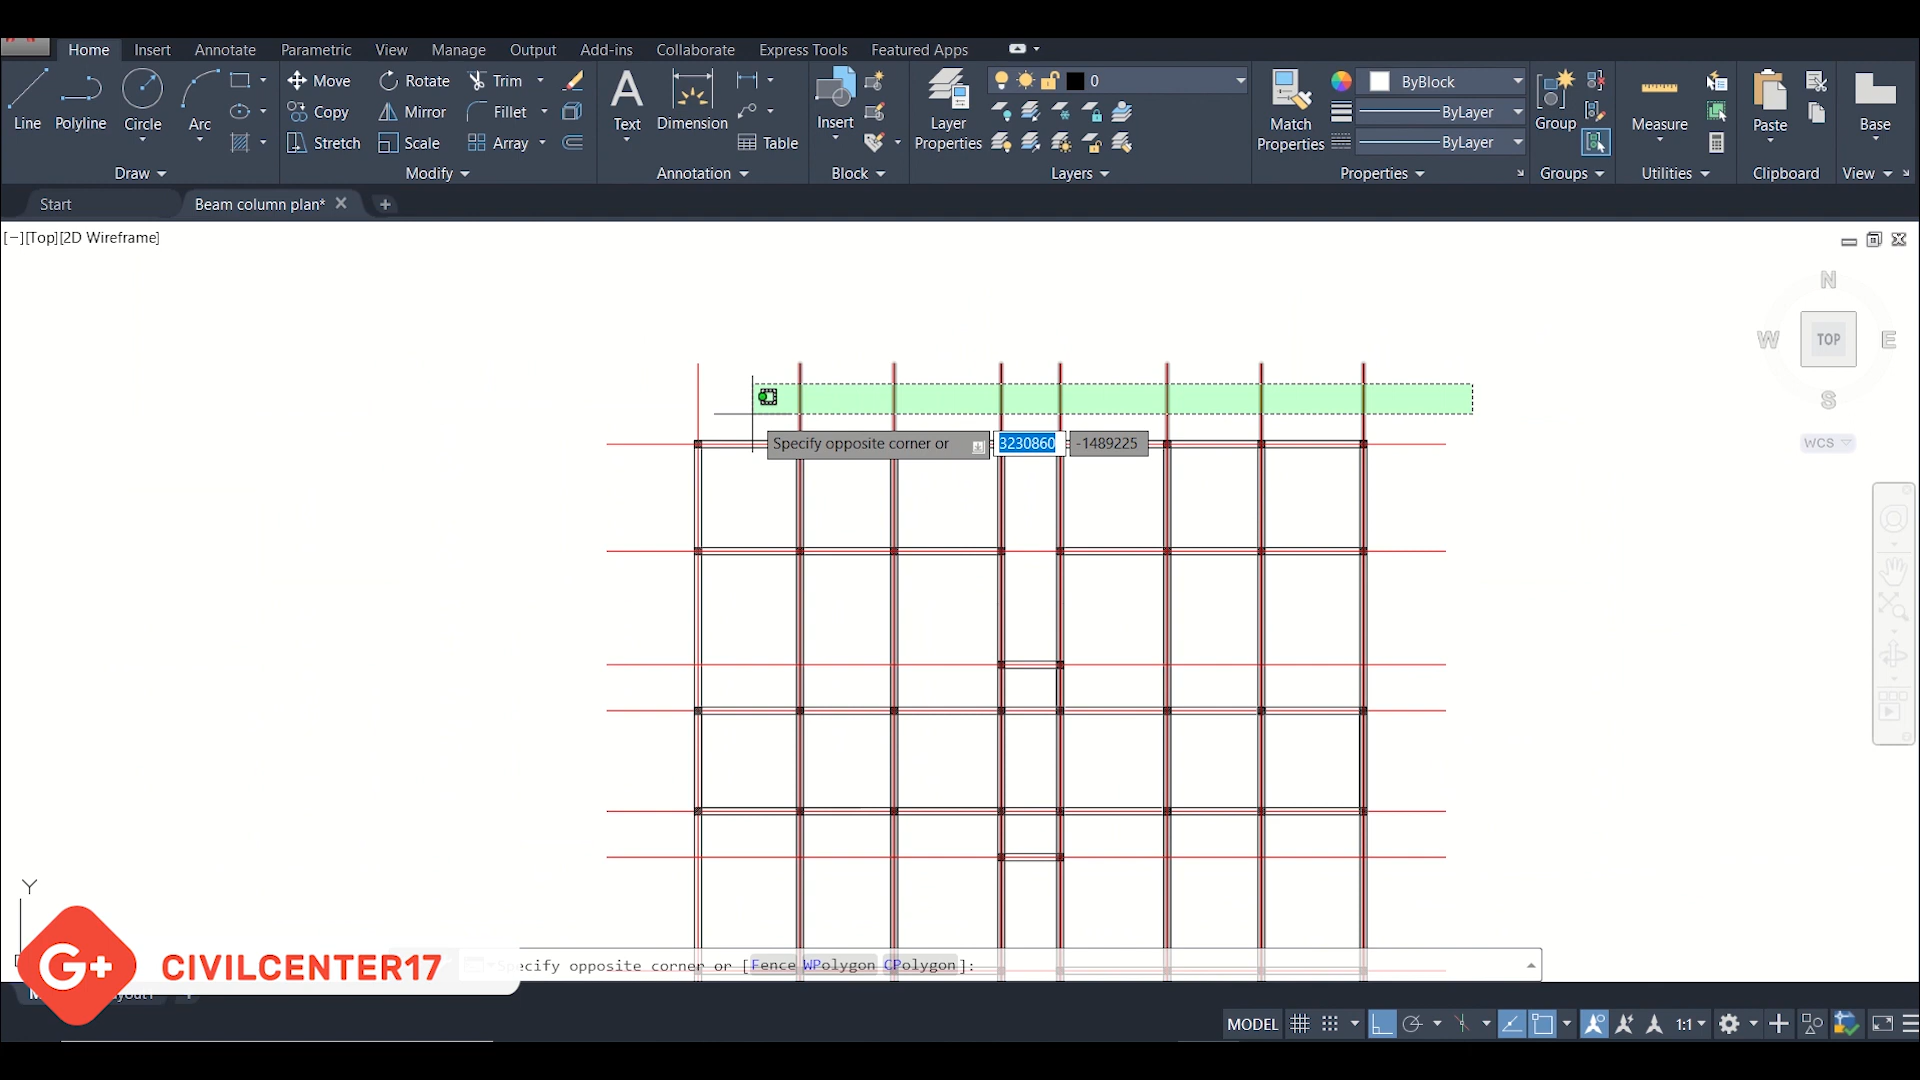 Home Insert Annotate Parametric View Manage Output Add-ins Collaborate Express Tools Featured Apps
Move Rotate Trim 0 ByBlock
Line Polyline Circle Arc Copy Mirror Fillet Text Dimension Insert Layer Properties Match Properties ByLayer Group Measure Paste Base
Stretch Scale Array Table ByLayer
Draw Modify Annotation Block Layers Properties Groups Utilities Clipboard View
Start Beam column plan*
[−][Top][2D Wireframe]
N
W TOP E
S
WCS
Specify opposite corner or 3230860 -1489225
Y
G+ CIVILCENTER17
Specify opposite corner or [Fence WPolygon CPolygon]:
MODEL 1:1